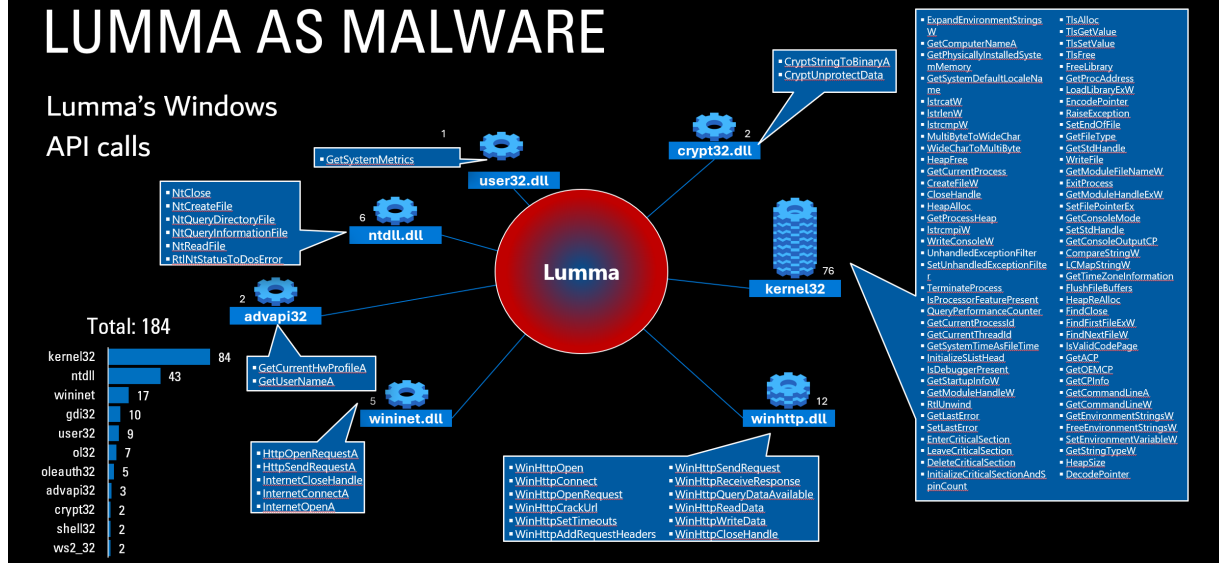 LUMMA AS MALWARE
Lumma's Windows
API calls
1
▪ GetSystemMetrics
user32.dll
▪ CryptStringToBinaryA
▪ CryptUnprotectData
2
crypt32.dll
▪ NtClose
▪ NtCreateFile
▪ NtQueryDirectoryFile
▪ NtQueryInformationFile
▪ NtReadFile
▪ RtlNtStatusToDosError
6
ntdll.dll
Lumma
76
kernel32
2
advapi32
▪ GetCurrentHwProfileA
▪ GetUserNameA
5
wininet.dll
▪ HttpOpenRequestA
▪ HttpSendRequestA
▪ InternetCloseHandle
▪ InternetConnectA
▪ InternetOpenA
12
winhttp.dll
▪ WinHttpOpen
▪ WinHttpConnect
▪ WinHttpOpenRequest
▪ WinHttpCrackUrl
▪ WinHttpSetTimeouts
▪ WinHttpAddRequestHeaders
▪ WinHttpSendRequest
▪ WinHttpReceiveResponse
▪ WinHttpQueryDataAvailable
▪ WinHttpReadData
▪ WinHttpWriteData
▪ WinHttpCloseHandle
Total: 184
kernel32 84
ntdll 43
wininet 17
gdi32 10
user32 9
ol32 7
oleauth32 5
advapi32 3
crypt32 2
shell32 2
ws2_32 2
▪ ExpandEnvironmentStrings
W
▪ GetComputerNameA
▪ GetPhysicallyInstalledSyste
mMemory
▪ GetSystemDefaultLocaleNa
me
▪ lstrcatW
▪ lstrlenW
▪ lstrcmpW
▪ MultiByteToWideChar
▪ WideCharToMultiByte
▪ HeapFree
▪ GetCurrentProcess
▪ CreateFileW
▪ CloseHandle
▪ HeapAlloc
▪ GetProcessHeap
▪ lstrcmpiW
▪ WriteConsoleW
▪ UnhandledExceptionFilter
▪ SetUnhandledExceptionFilte
r
▪ TerminateProcess
▪ IsProcessorFeaturePresent
▪ QueryPerformanceCounter
▪ GetCurrentProcessId
▪ GetCurrentThreadId
▪ GetSystemTimeAsFileTime
▪ InitializeSListHead
▪ IsDebuggerPresent
▪ GetStartupInfoW
▪ GetModuleHandleW
▪ RtlUnwind
▪ GetLastError
▪ SetLastError
▪ EnterCriticalSection
▪ LeaveCriticalSection
▪ DeleteCriticalSection
▪ InitializeCriticalSectionAndS
pinCount
▪ TlsAlloc
▪ TlsGetValue
▪ TlsSetValue
▪ TlsFree
▪ FreeLibrary
▪ GetProcAddress
▪ LoadLibraryExW
▪ EncodePointer
▪ RaiseException
▪ SetEndOfFile
▪ GetFileType
▪ GetStdHandle
▪ WriteFile
▪ GetModuleFileNameW
▪ ExitProcess
▪ GetModuleHandleExW
▪ SetFilePointerEx
▪ GetConsoleMode
▪ SetStdHandle
▪ GetConsoleOutputCP
▪ CompareStringW
▪ LCMapStringW
▪ GetTimeZoneInformation
▪ FlushFileBuffers
▪ HeapReAlloc
▪ FindClose
▪ FindFirstFileExW
▪ FindNextFileW
▪ IsValidCodePage
▪ GetACP
▪ GetOEMCP
▪ GetCPInfo
▪ GetCommandLineA
▪ GetCommandLineW
▪ GetEnvironmentStringsW
▪ FreeEnvironmentStringsW
▪ SetEnvironmentVariableW
▪ GetStringTypeW
▪ HeapSize
▪ DecodePointer